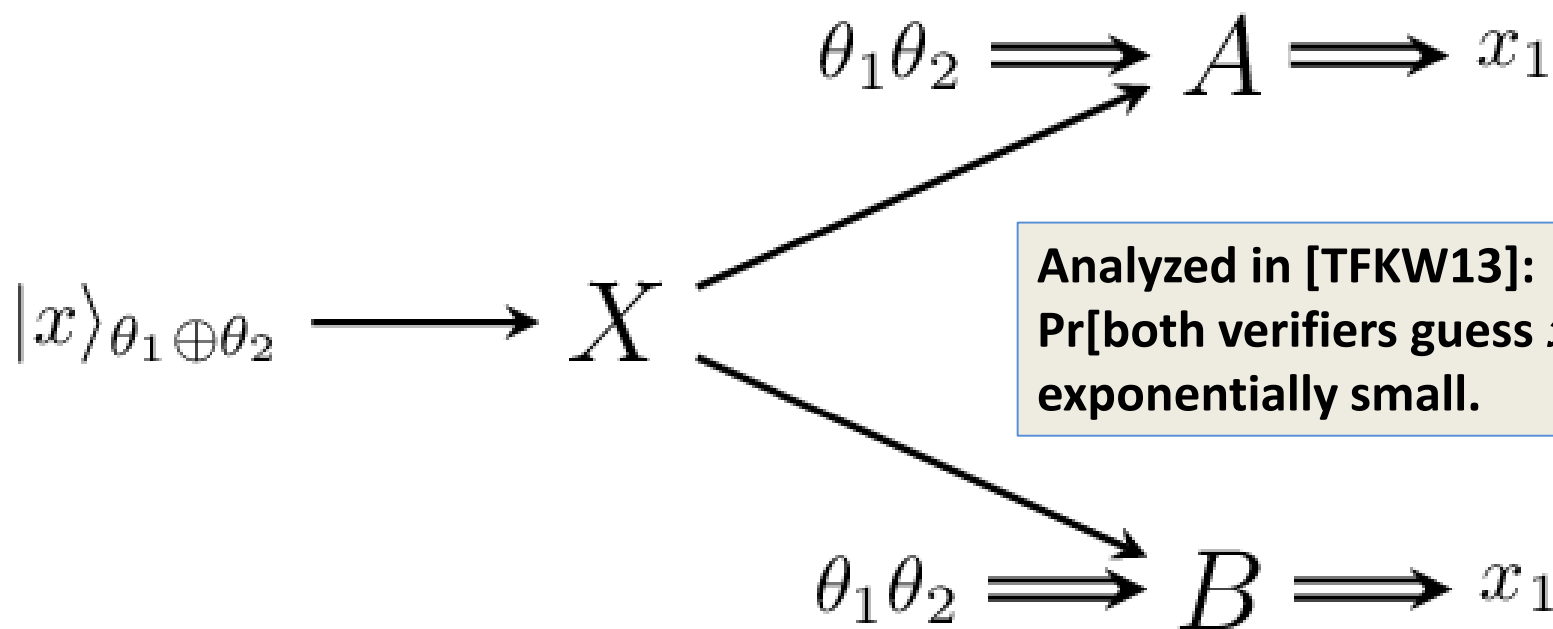 θ₁θ₂ ⟹ A ⟹ x₁
|x⟩θ₁⊕θ₂ ⟶ X
Analyzed in [TFKW13]:
Pr[both verifiers guess
exponentially small.
θ₁θ₂ ⟹ B ⟹ x₁